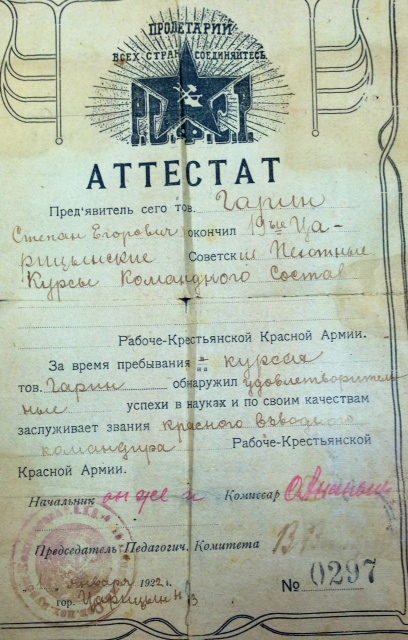 ПРОЛЕТАРИИ
ВСЕХ СТРАН СОЕДИНЯЙТЕСЬ
Р.С.Ф.С.Р.
АТТЕСТАТ
Пред'явитель сего тов. Гарин
Степан Егорович окончил 19ые Ца-
рицынские Советские Пехотные
Курсы Командного Состав
Рабоче-Крестьянской Красной Армии.
За время пребывания на курсах
тов. Гарин обнаружил удовлетворитель
ные успехи в науках и по своим качествам
заслуживает звания красного взводного
командира Рабоче-Крестьянской
Красной Армии.
Начальник он же и Комиссар
Председатель Педагогич. Комитета
января 1922 г.
гор. Царицын № 0297